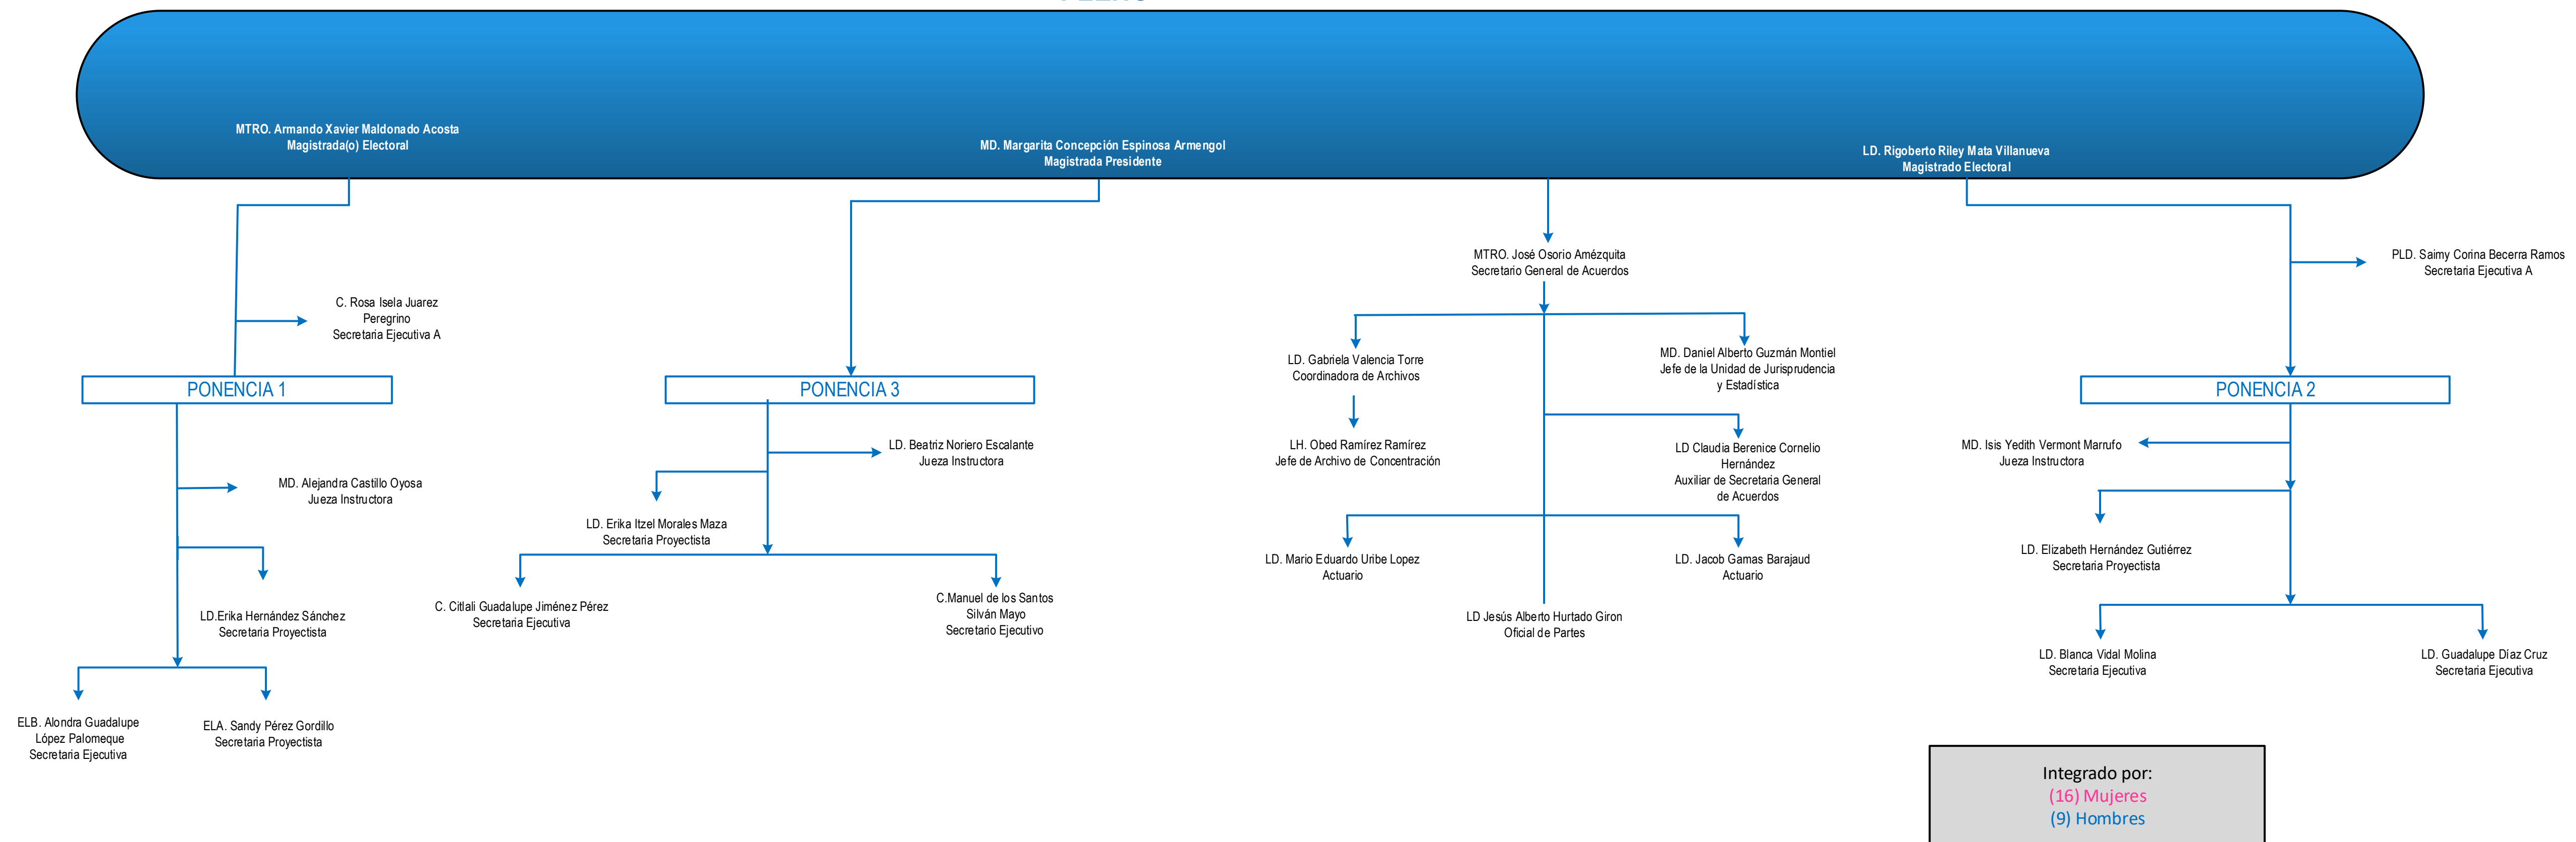 MTRO. Armando Xavier Maldonado Acosta
Magistrada(o) Electoral
MD. Margarita Concepción Espinosa Armengol
Magistrada Presidente
LD. Rigoberto Riley Mata Villanueva
Magistrado Electoral
C. Rosa Isela Juarez
Peregrino
Secretaria Ejecutiva A
PONENCIA 1
MD. Alejandra Castillo Oyosa
Jueza Instructora
LD.Erika Hernández Sánchez
Secretaria Proyectista
ELB. Alondra Guadalupe
López Palomeque
Secretaria Ejecutiva
ELA. Sandy Pérez Gordillo
Secretaria Proyectista
PONENCIA 3
LD. Beatriz Noriero Escalante
Jueza Instructora
LD. Erika Itzel Morales Maza
Secretaria Proyectista
C. Citlali Guadalupe Jiménez Pérez
Secretaria Ejecutiva
C.Manuel de los Santos
Silván Mayo
Secretario Ejecutivo
MTRO. José Osorio Amézquita
Secretario General de Acuerdos
LD. Gabriela Valencia Torre
Coordinadora de Archivos
MD. Daniel Alberto Guzmán Montiel
Jefe de la Unidad de Jurisprudencia
y Estadística
LH. Obed Ramírez Ramírez
Jefe de Archivo de Concentración
LD Claudia Berenice Cornelio
Hernández
Auxiliar de Secretaria General
de Acuerdos
LD. Mario Eduardo Uribe Lopez
Actuario
LD. Jacob Gamas Barajaud
Actuario
LD Jesús Alberto Hurtado Giron
Oficial de Partes
PLD. Saimy Corina Becerra Ramos
Secretaria Ejecutiva A
PONENCIA 2
MD. Isis Yedith Vermont Marrufo
Jueza Instructora
LD. Elizabeth Hernández Gutiérrez
Secretaria Proyectista
LD. Blanca Vidal Molina
Secretaria Ejecutiva
LD. Guadalupe Díaz Cruz
Secretaria Ejecutiva
Integrado por:
(16) Mujeres
(9) Hombres